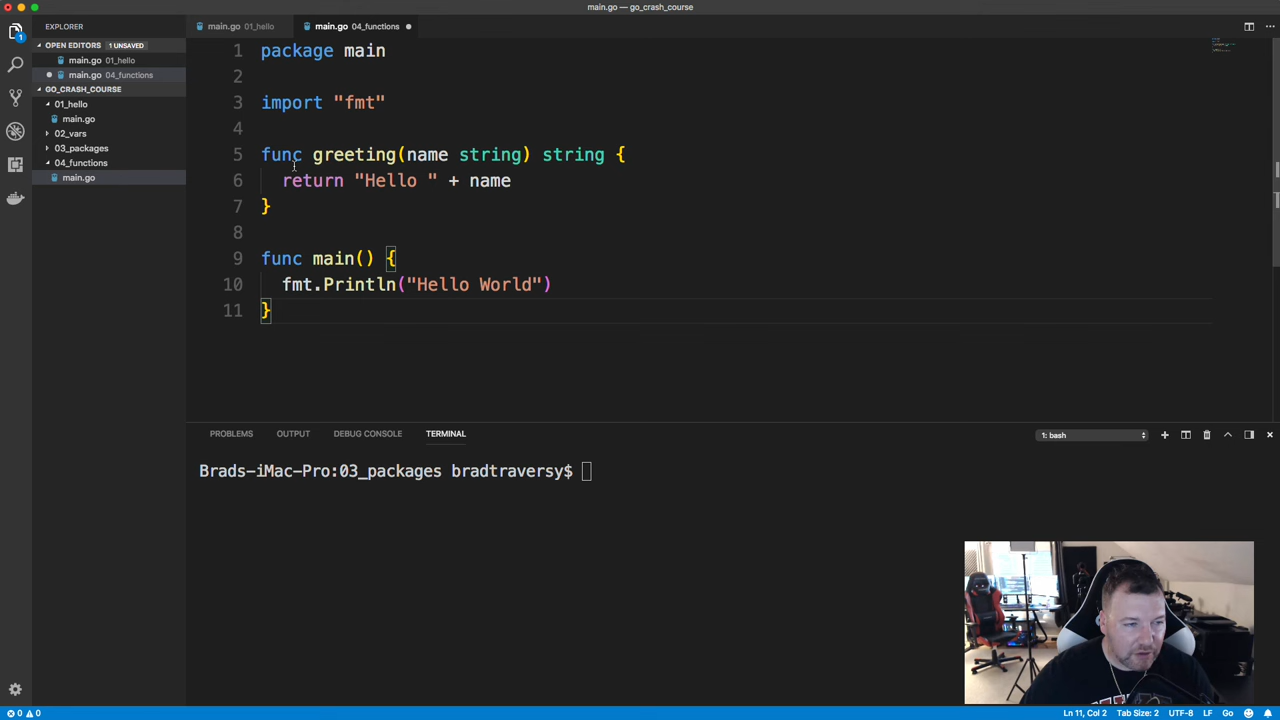 main.go — go_crash_course
EXPLORER
OPEN EDITORS 1 UNSAVED
main.go 01_hello
main.go 04_functions
GO_CRASH_COURSE
01_hello
main.go
02_vars
03_packages
04_functions
main.go
1
main.go 01_hello
main.go 04_functions
1 package main
2
3 import "fmt"
4
5 func greeting(name string) string {
6 return "Hello " + name
7 }
8
9 func main() {
10 fmt.Println("Hello World")
11 }
PROBLEMS OUTPUT DEBUG CONSOLE TERMINAL 1: bash
Brads-iMac-Pro:03_packages bradtraversy$
0 0 Ln 11, Col 2 Tab Size: 2 UTF-8 LF Go